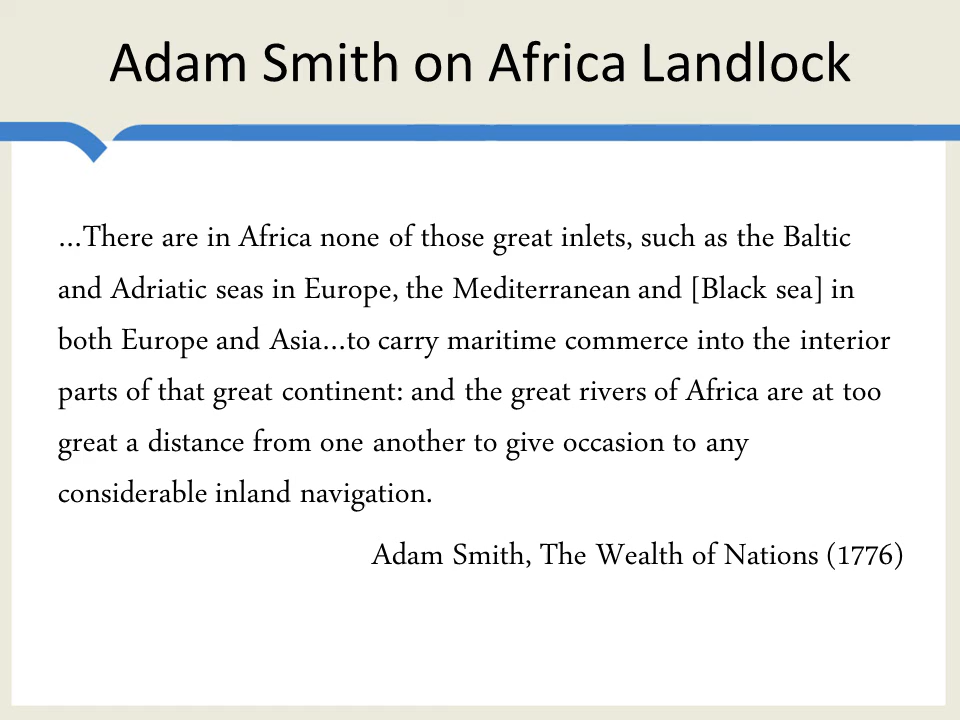 Adam Smith on Africa Landlock
...There are in Africa none of those great inlets, such as the Baltic
and Adriatic seas in Europe, the Mediterranean and [Black sea] in
both Europe and Asia...to carry maritime commerce into the interior
parts of that great continent: and the great rivers of Africa are at too
great a distance from one another to give occasion to any
considerable inland navigation.
Adam Smith, The Wealth of Nations (1776)